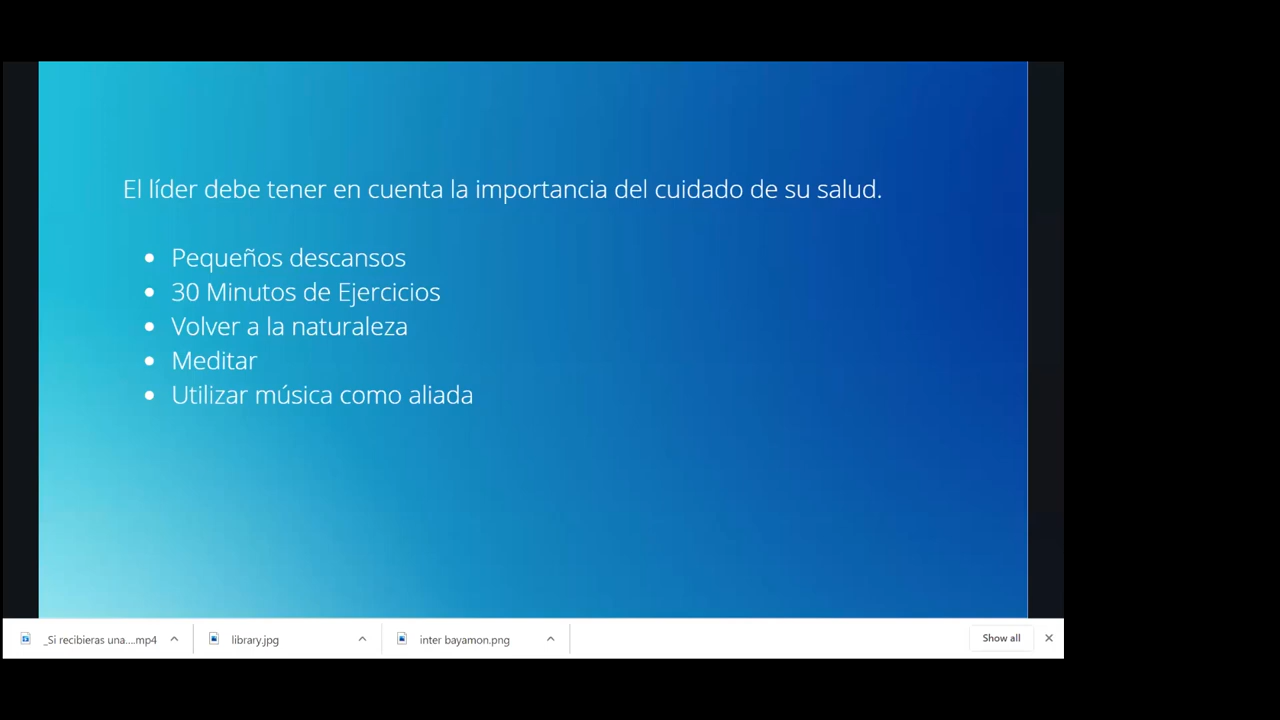 El líder debe tener en cuenta la importancia del cuidado de su salud.
Pequeños descansos
30 Minutos de Ejercicios
Volver a la naturaleza
Meditar
Utilizar música como aliada
_Si recibieras una....mp4
library.jpg
inter bayamon.png
Show all